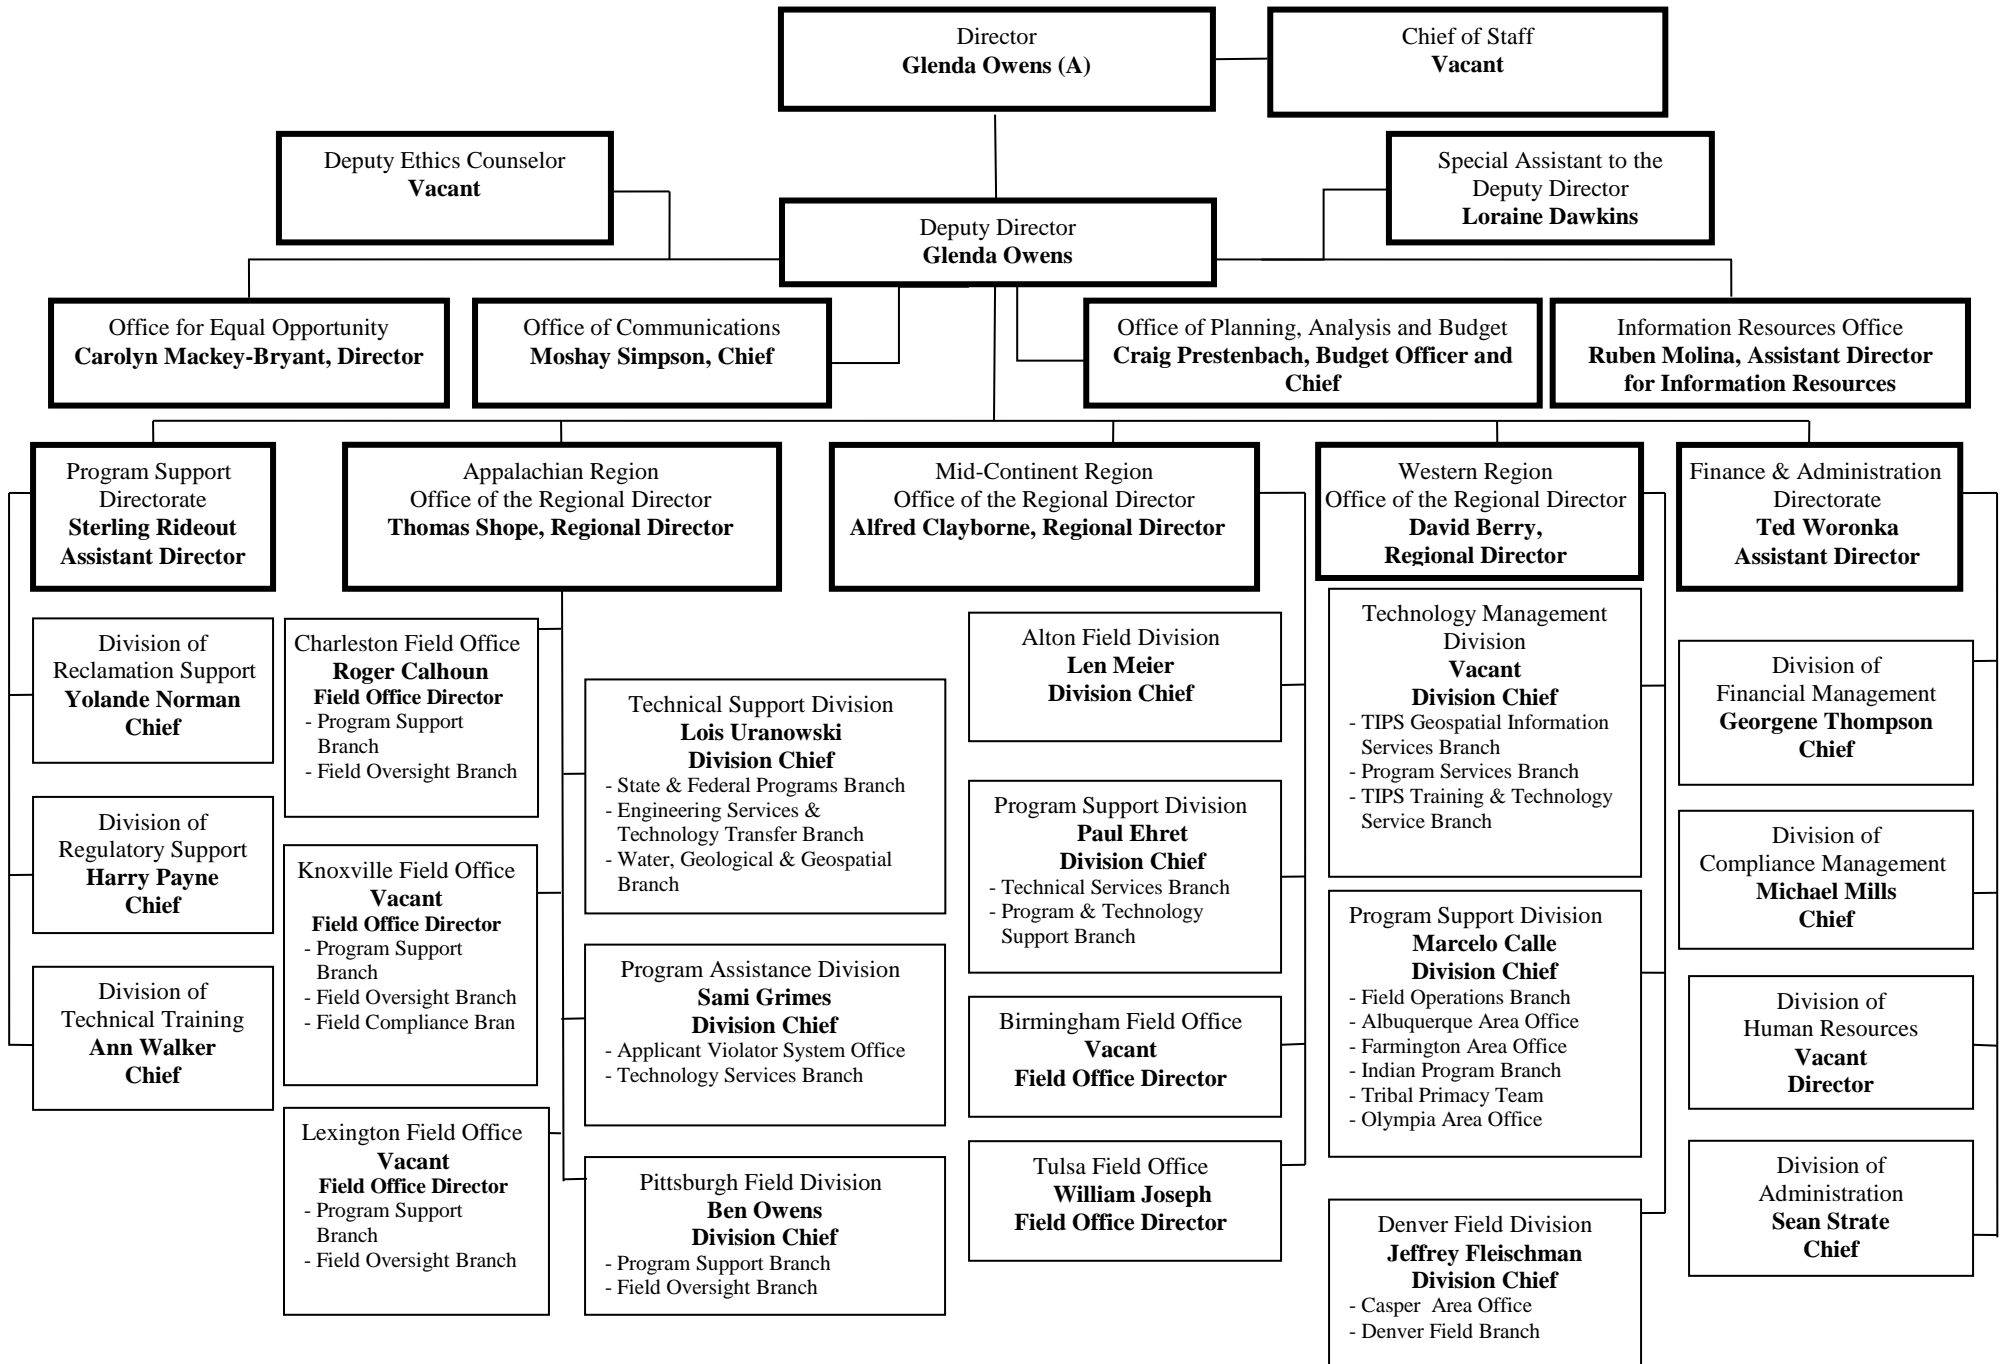 Director
Glenda Owens (A)
Chief of Staff
Vacant
Deputy Ethics Counselor
Vacant
Special Assistant to the
Deputy Director
Loraine Dawkins
Deputy Director
Glenda Owens
Office for Equal Opportunity
Carolyn Mackey-Bryant, Director
Office of Communications
Moshay Simpson, Chief
Office of Planning, Analysis and Budget
Craig Prestenbach, Budget Officer and
Chief
Information Resources Office
Ruben Molina, Assistant Director
for Information Resources
Program Support
Directorate
Sterling Rideout
Assistant Director
Appalachian Region
Office of the Regional Director
Thomas Shope, Regional Director
Mid-Continent Region
Office of the Regional Director
Alfred Clayborne, Regional Director
Western Region
Office of the Regional Director
David Berry,
Regional Director
Finance & Administration
Directorate
Ted Woronka
Assistant Director
Division of
Reclamation Support
Yolande Norman
Chief
Division of
Regulatory Support
Harry Payne
Chief
Division of
Technical Training
Ann Walker
Chief
Charleston Field Office
Roger Calhoun
Field Office Director
- Program Support
Branch
- Field Oversight Branch
Knoxville Field Office
Vacant
Field Office Director
- Program Support
Branch
- Field Oversight Branch
- Field Compliance Bran
Lexington Field Office
Vacant
Field Office Director
- Program Support
Branch
- Field Oversight Branch
Technical Support Division
Lois Uranowski
Division Chief
- State & Federal Programs Branch
- Engineering Services &
Technology Transfer Branch
- Water, Geological & Geospatial
Branch
Program Assistance Division
Sami Grimes
Division Chief
- Applicant Violator System Office
- Technology Services Branch
Pittsburgh Field Division
Ben Owens
Division Chief
- Program Support Branch
- Field Oversight Branch
Alton Field Division
Len Meier
Division Chief
Program Support Division
Paul Ehret
Division Chief
- Technical Services Branch
- Program & Technology
Support Branch
Birmingham Field Office
Vacant
Field Office Director
Tulsa Field Office
William Joseph
Field Office Director
Technology Management
Division
Vacant
Division Chief
- TIPS Geospatial Information
Services Branch
- Program Services Branch
- TIPS Training & Technology
Service Branch
Program Support Division
Marcelo Calle
Division Chief
- Field Operations Branch
- Albuquerque Area Office
- Farmington Area Office
- Indian Program Branch
- Tribal Primacy Team
- Olympia Area Office
Denver Field Division
Jeffrey Fleischman
Division Chief
- Casper Area Office
- Denver Field Branch
Division of
Financial Management
Georgene Thompson
Chief
Division of
Compliance Management
Michael Mills
Chief
Division of
Human Resources
Vacant
Director
Division of
Administration
Sean Strate
Chief